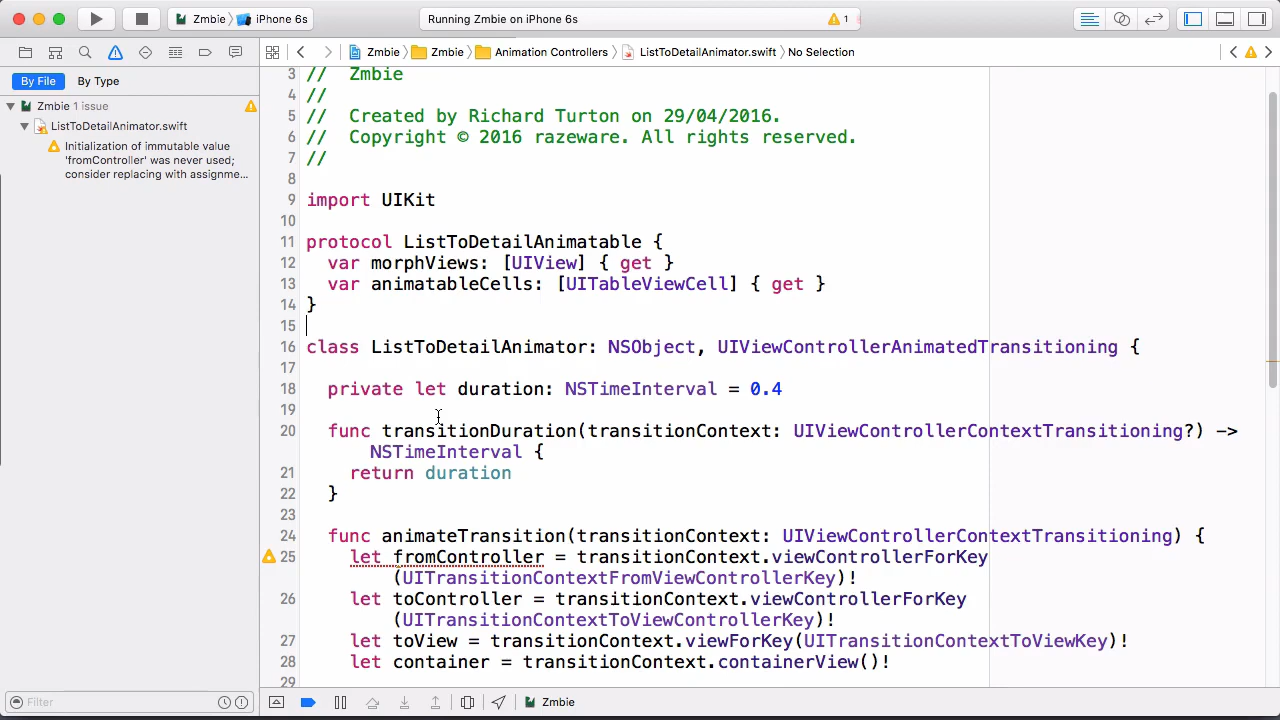 Zmbie iPhone 6s
Running Zmbie on iPhone 6s
1
Zmbie Zmbie Animation Controllers ListToDetailAnimator.swift No Selection
By File By Type
Zmbie 1 issue
ListToDetailAnimator.swift
Initialization of immutable value
'fromController' was never used;
consider replacing with assignme...
Filter
3 // Zmbie
4 //
5 // Created by Richard Turton on 29/04/2016.
6 // Copyright © 2016 razeware. All rights reserved.
7 //
8
9 import UIKit
10
11 protocol ListToDetailAnimatable {
12 var morphViews: [UIView] { get }
13 var animatableCells: [UITableViewCell] { get }
14 }
15
16 class ListToDetailAnimator: NSObject, UIViewControllerAnimatedTransitioning {
17
18 private let duration: NSTimeInterval = 0.4
19
20 func transitionDuration(transitionContext: UIViewControllerContextTransitioning?) ->
NSTimeInterval {
21 return duration
22 }
23
24 func animateTransition(transitionContext: UIViewControllerContextTransitioning) {
25 let fromController = transitionContext.viewControllerForKey
(UITransitionContextFromViewControllerKey)!
26 let toController = transitionContext.viewControllerForKey
(UITransitionContextToViewControllerKey)!
27 let toView = transitionContext.viewForKey(UITransitionContextToViewKey)!
28 let container = transitionContext.containerView()!
29
Zmbie